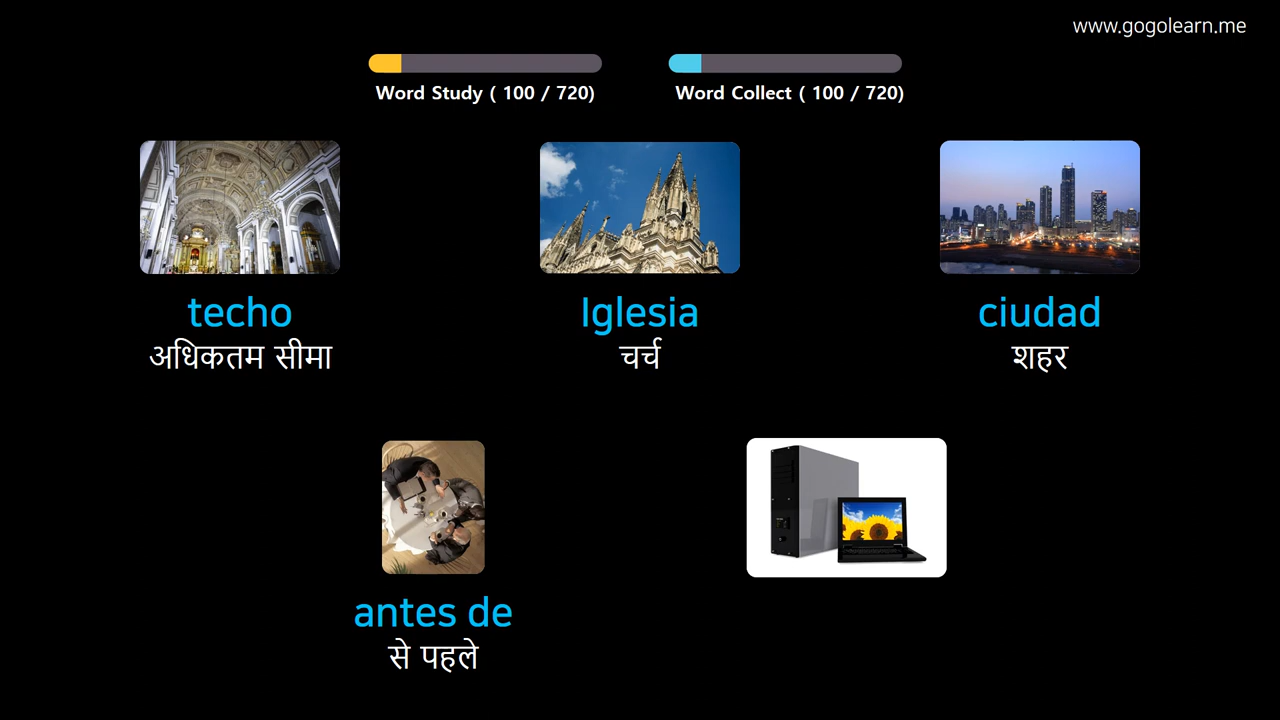 www.gogolearn.me
Word Study ( 100 / 720)
Word Collect ( 100 / 720)
techo
अधिकतम सीमा
Iglesia
चर्च
ciudad
शहर
antes de
से पहले